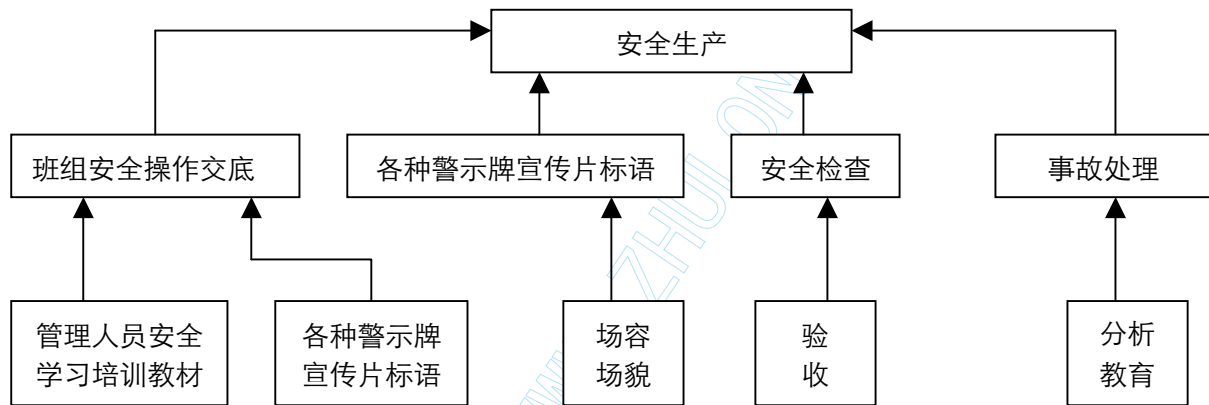 安全生产
班组安全操作交底
各种警示牌宣传片标语
安全检查
事故处理
管理人员安全
学习培训教材
各种警示牌
宣传片标语
场容
场貌
验
收
分析
教育